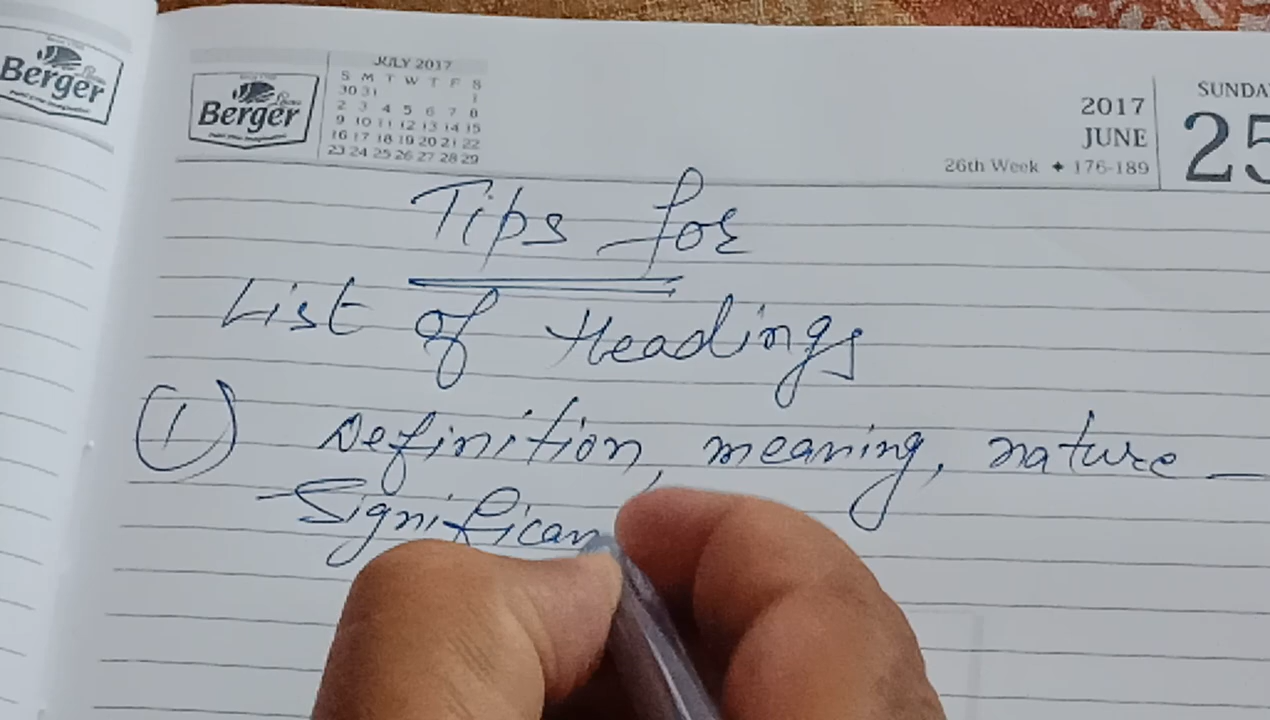 Berger
Berger
JULY 2017
S M T W T F S
30 31 1
2 3 4 5 6 7 8
9 10 11 12 13 14 15
16 17 18 19 20 21 22
23 24 25 26 27 28 29
2017
JUNE
26th Week ✦ 176-189
SUNDA
25
Tips for
List of Headings
① Definition, meaning, nature –
Significan